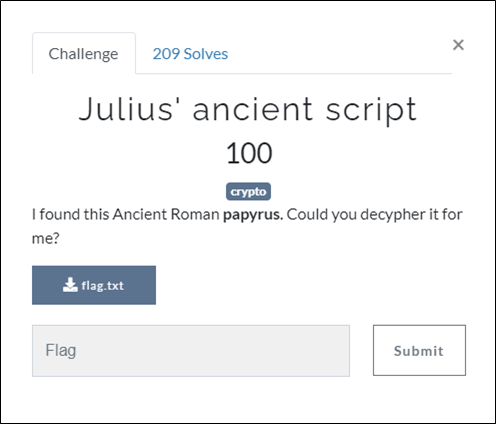 Challenge
209 Solves
×
Julius' ancient script
100
crypto
I found this Ancient Roman papyrus. Could you decypher it for
me?
flag.txt
Flag
Submit